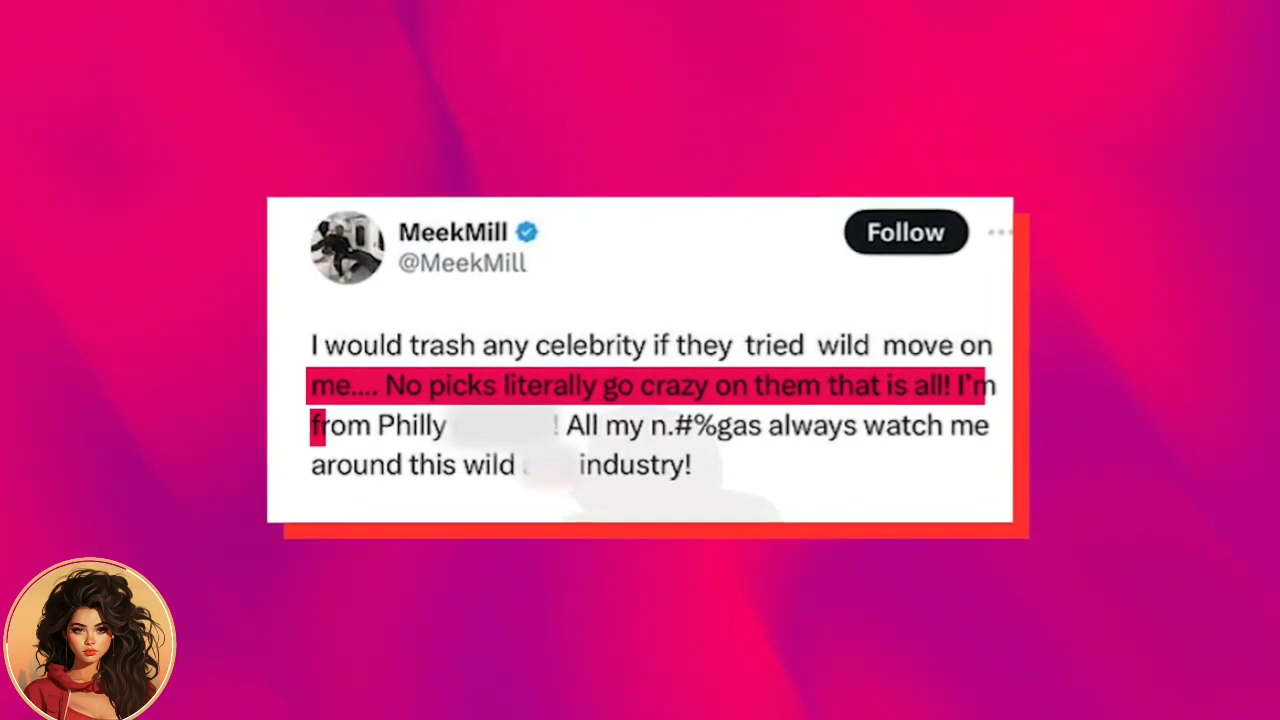 MeekMill
@MeekMill
Follow
I would trash any celebrity if they tried wild move on
me.... No picks literally go crazy on them that is all! I'm
from Philly ! All my n.#%gas always watch me
around this wild industry!